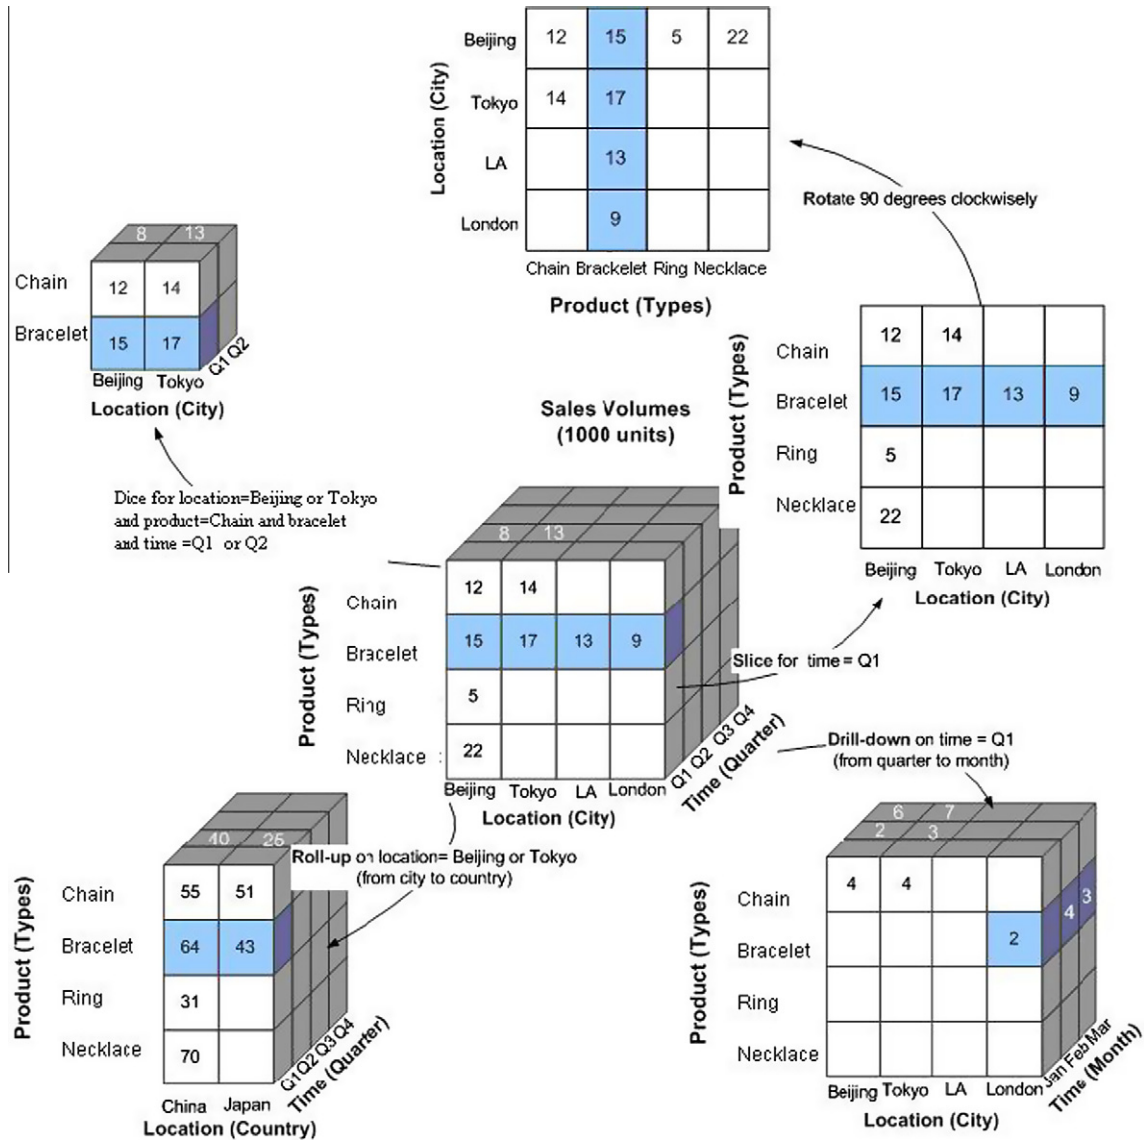 Location (City)
Beijing 12 15 5 22
Tokyo 14 17
LA 13
London 9
Chain Brackelet Ring Necklace
Product (Types)
Rotate 90 degrees clockwisely
8 13
Chain 12 14
Bracelet 15 17
Beijing Tokyo
Q1 Q2
Location (City)
Dice for location=Beijing or Tokyo
and product=Chain and bracelet
and time =Q1 or Q2
Product (Types)
Chain 12 14
Bracelet 15 17 13 9
Ring 5
Necklace 22
Beijing Tokyo LA London
Location (City)
Sales Volumes
(1000 units)
Product (Types)
8 13
Chain 12 14
Bracelet 15 17 13 9
Ring 5
Necklace : 22
Beijing Tokyo LA London
Location (City)
Q1 Q2 Q3 Q4
Time (Quarter)
Slice for time = Q1
Drill-down on time = Q1
(from quarter to month)
Roll-up on location= Beijing or Tokyo
(from city to country)
Product (Types)
40 25
Chain 55 51
Bracelet 64 43
Ring 31
Necklace 70
China Japan
Location (Country)
Q1 Q2 Q3 Q4
Time (Quarter)
Product (Types)
6 7
2 3
Chain 4 4
Bracelet 2 4 3
Ring
Necklace
Beijing Tokyo LA London
Location (City)
Jan Feb Mar
Time (Month)